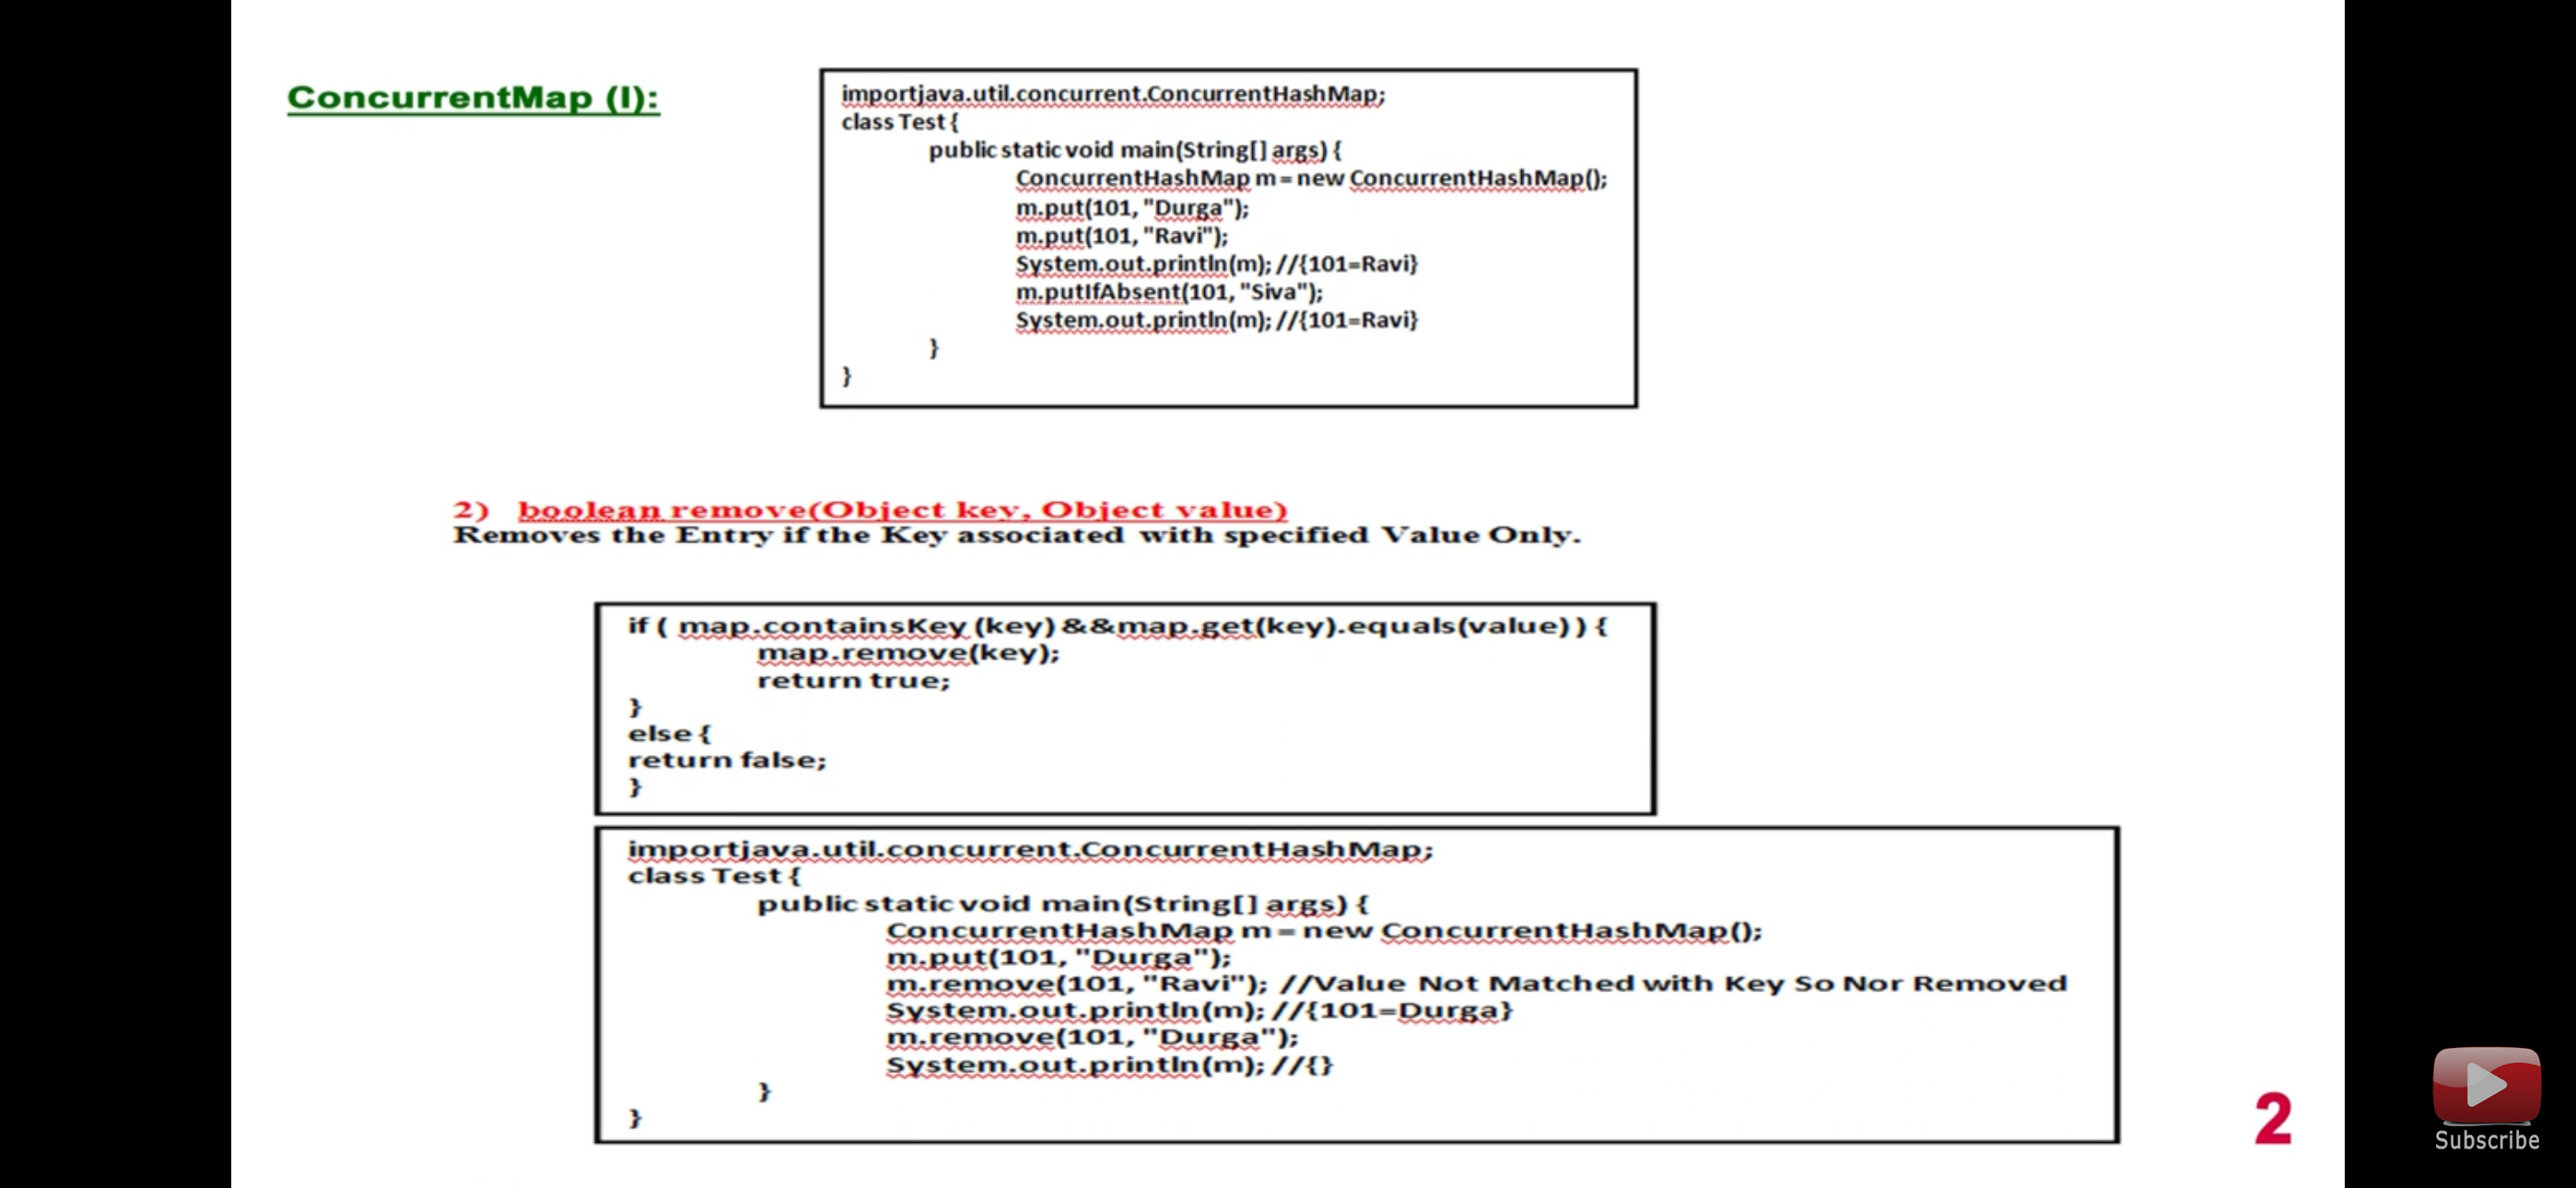 ConcurrentMap (I):
importjava.util.concurrent.ConcurrentHashMap;
class Test {
public static void main(String[] args) {
ConcurrentHashMap m = new ConcurrentHashMap();
m.put(101, "Durga");
m.put(101, "Ravi");
System.out.println(m); //{101=Ravi}
m.putIfAbsent(101, "Siva");
System.out.println(m); //{101=Ravi}
}
}
2) boolean remove(Object key, Object value)
Removes the Entry if the Key associated with specified Value Only.
if ( map.containsKey (key) &&map.get(key).equals(value) ) {
map.remove(key);
return true;
}
else {
return false;
}
importjava.util.concurrent.ConcurrentHashMap;
class Test {
public static void main(String[] args) {
ConcurrentHashMap m = new ConcurrentHashMap();
m.put(101, "Durga");
m.remove(101, "Ravi"); //Value Not Matched with Key So Nor Removed
System.out.println(m); //{101=Durga}
m.remove(101, "Durga");
System.out.println(m); //{}
}
}
2
Subscribe